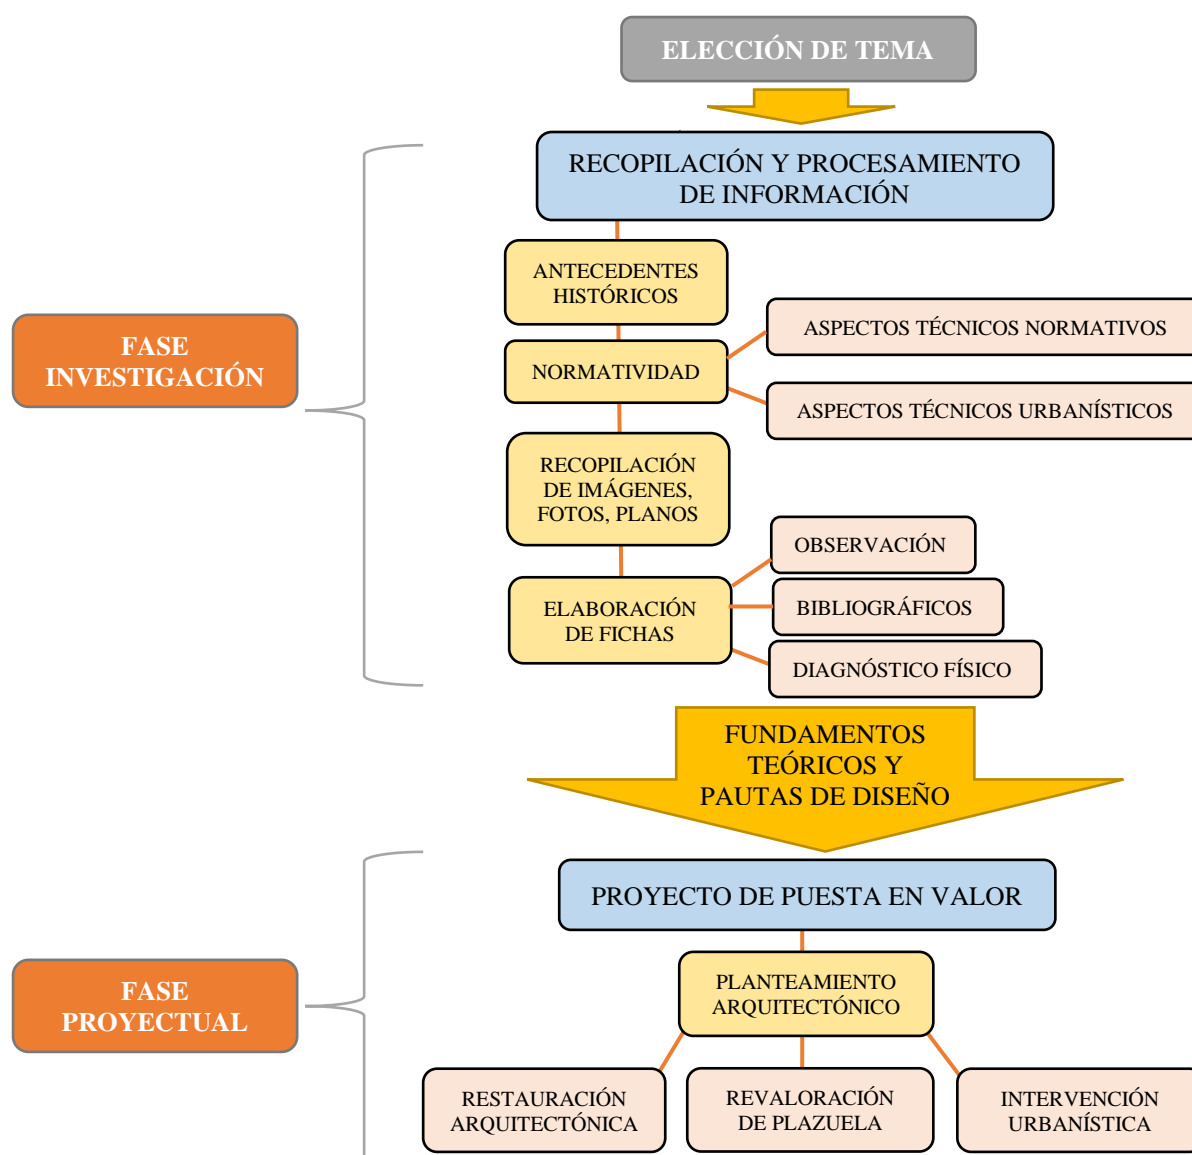 ELECCIÓN DE TEMA
RECOPILACIÓN Y PROCESAMIENTO
DE INFORMACIÓN
ANTECEDENTES
HISTÓRICOS
FASE
INVESTIGACIÓN
NORMATIVIDAD
ASPECTOS TÉCNICOS NORMATIVOS
ASPECTOS TÉCNICOS URBANÍSTICOS
RECOPILACIÓN
DE IMÁGENES,
FOTOS, PLANOS
ELABORACIÓN
DE FICHAS
OBSERVACIÓN
BIBLIOGRÁFICOS
DIAGNÓSTICO FÍSICO
FUNDAMENTOS
TEÓRICOS Y
PAUTAS DE DISEÑO
PROYECTO DE PUESTA EN VALOR
FASE
PROYECTUAL
PLANTEAMIENTO
ARQUITECTÓNICO
RESTAURACIÓN
ARQUITECTÓNICA
REVALORACIÓN
DE PLAZUELA
INTERVENCIÓN
URBANÍSTICA